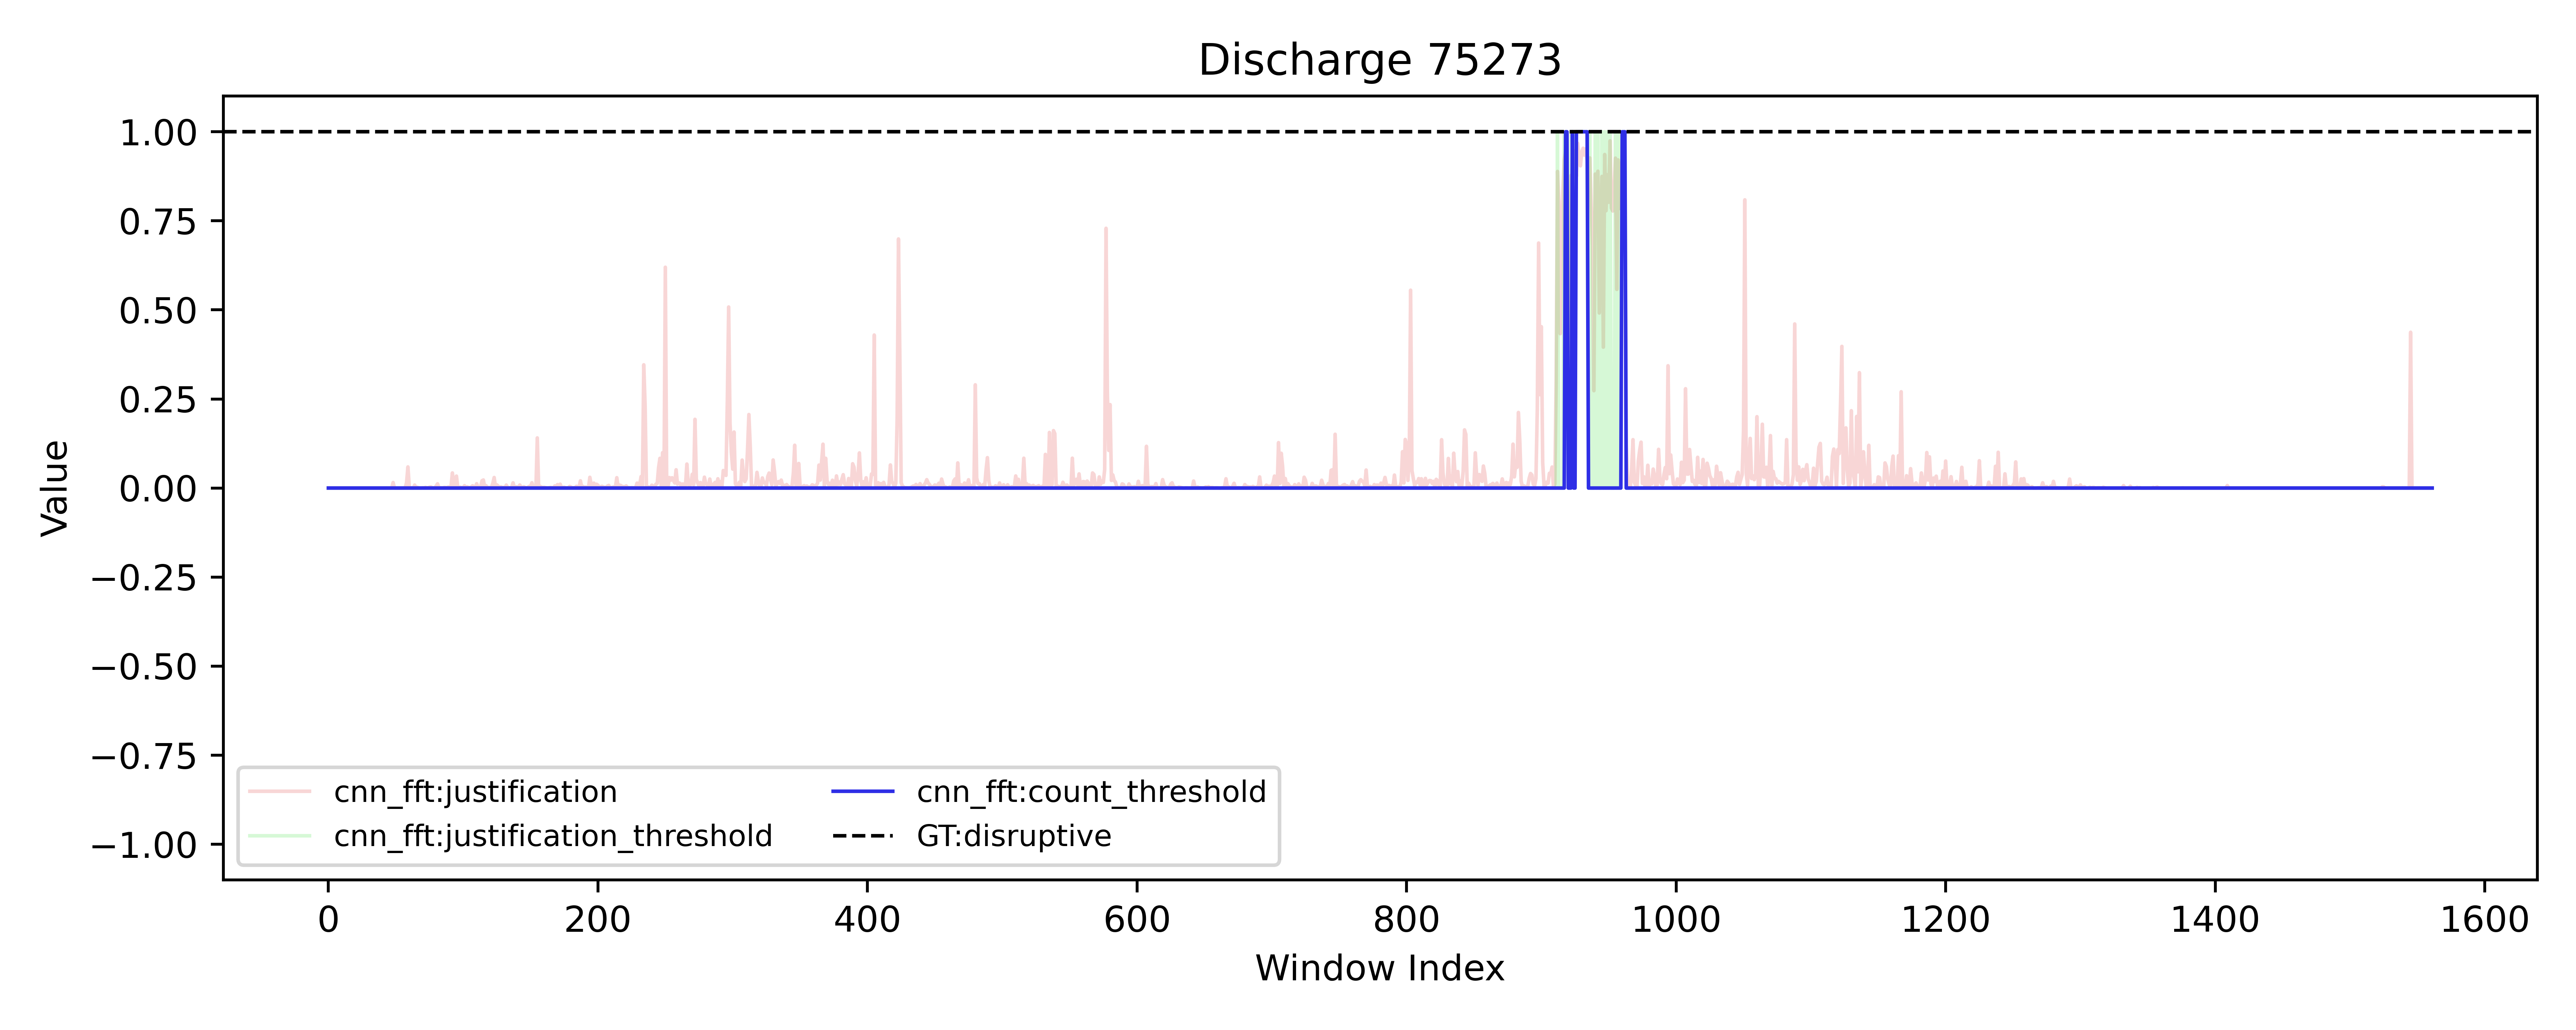 Discharge 75273
1.00
0.75
0.50
0.25
0.00
−0.25
−0.50
−0.75
−1.00
Value
cnn_fft:justification
cnn_fft:justification_threshold
cnn_fft:count_threshold
GT:disruptive
0 200 400 600 800 1000 1200 1400 1600
Window Index